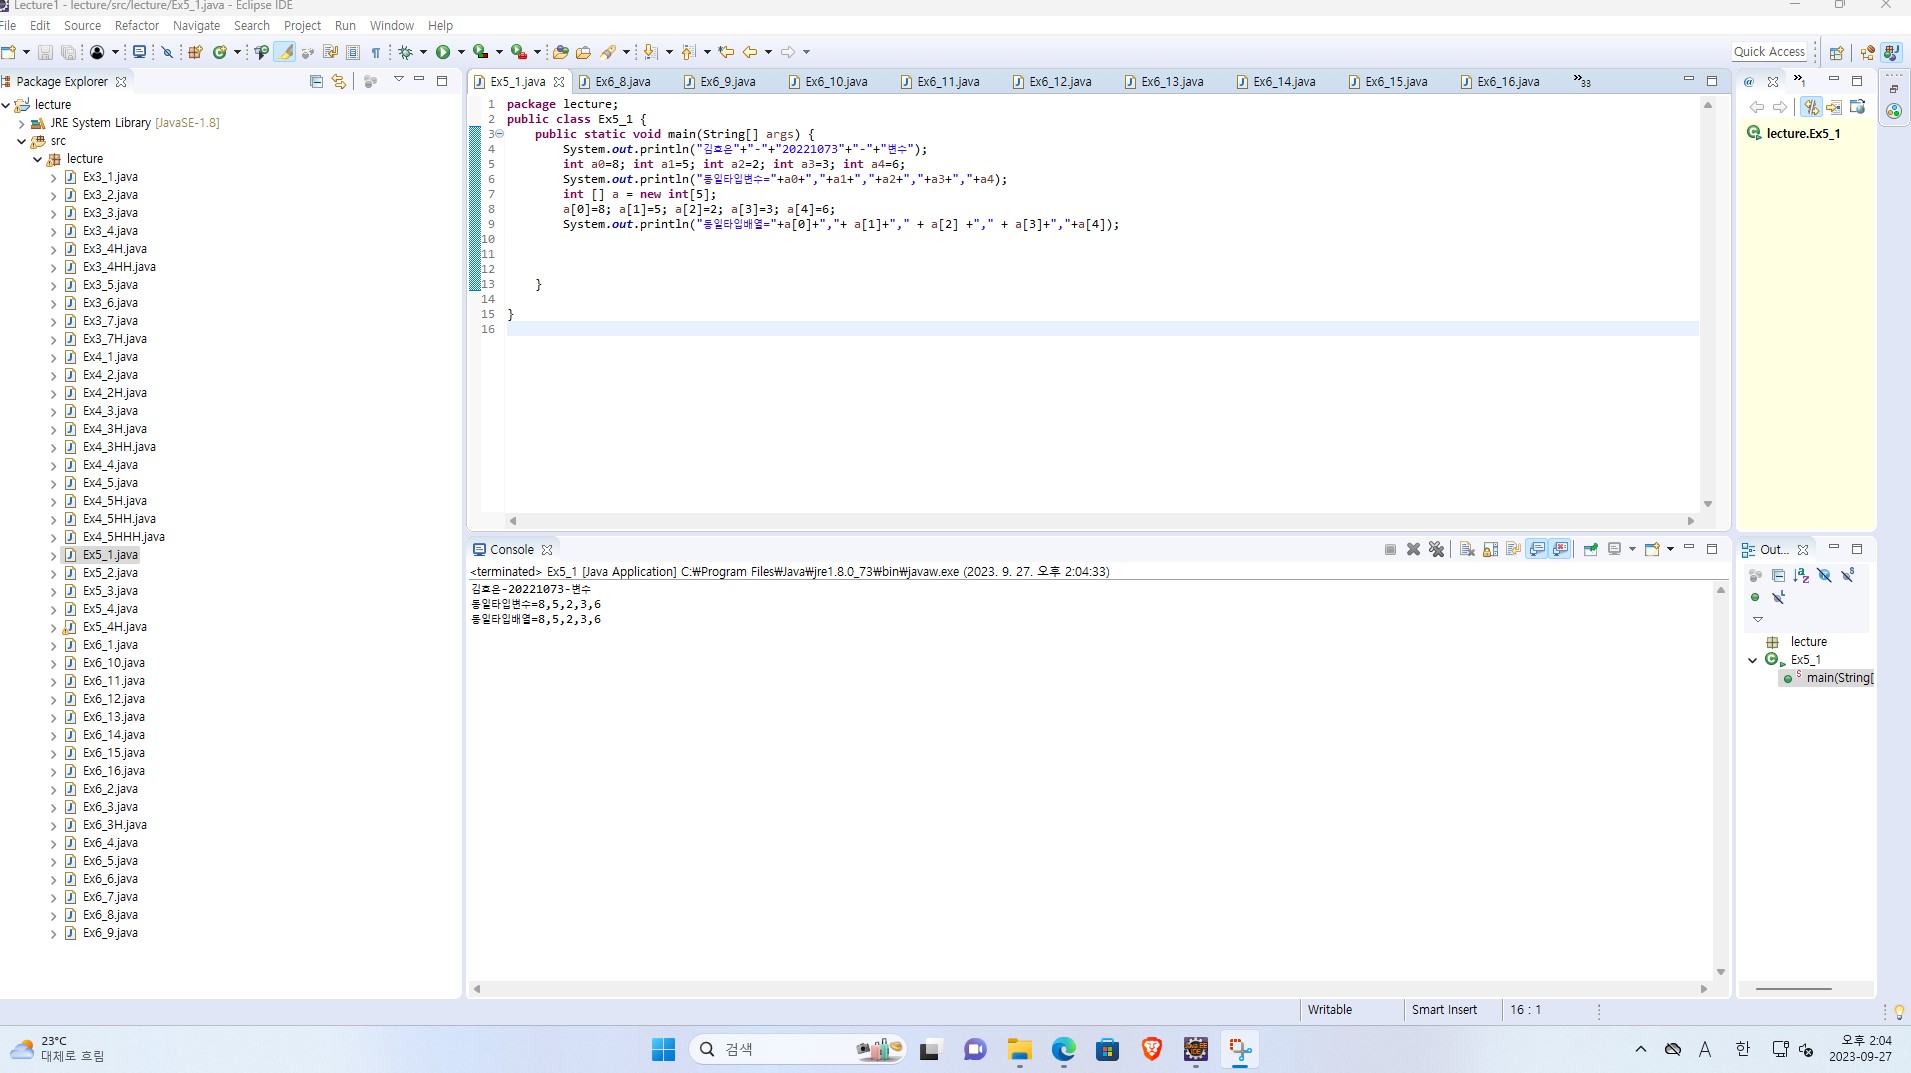 Lecture1 - lecture/src/lecture/Ex5_1.java - Eclipse IDE
File Edit Source Refactor Navigate Search Project Run Window Help
Quick Access
Package Explorer
Ex5_1.java Ex6_8.java Ex6_9.java Ex6_10.java Ex6_11.java Ex6_12.java Ex6_13.java Ex6_14.java Ex6_15.java Ex6_16.java »33
lecture
JRE System Library [JavaSE-1.8]
src
lecture
Ex3_1.java
Ex3_2.java
Ex3_3.java
Ex3_4.java
Ex3_4H.java
Ex3_4HH.java
Ex3_5.java
Ex3_6.java
Ex3_7.java
Ex3_7H.java
Ex4_1.java
Ex4_2.java
Ex4_2H.java
Ex4_3.java
Ex4_3H.java
Ex4_3HH.java
Ex4_4.java
Ex4_5.java
Ex4_5H.java
Ex4_5HH.java
Ex4_5HHH.java
Ex5_1.java
Ex5_2.java
Ex5_3.java
Ex5_4.java
Ex5_4H.java
Ex6_1.java
Ex6_10.java
Ex6_11.java
Ex6_12.java
Ex6_13.java
Ex6_14.java
Ex6_15.java
Ex6_16.java
Ex6_2.java
Ex6_3.java
Ex6_3H.java
Ex6_4.java
Ex6_5.java
Ex6_6.java
Ex6_7.java
Ex6_8.java
Ex6_9.java
1 package lecture;
2 public class Ex5_1 {
3 public static void main(String[] args) {
4 System.out.println("김효은"+"-"+"20221073"+"-"+"변수");
5 int a0=8; int a1=5; int a2=2; int a3=3; int a4=6;
6 System.out.println("동일타입변수="+a0+","+a1+","+a2+","+a3+","+a4);
7 int [] a = new int[5];
8 a[0]=8; a[1]=5; a[2]=2; a[3]=3; a[4]=6;
9 System.out.println("동일타입배열="+a[0]+","+ a[1]+"," + a[2] +"," + a[3]+","+a[4]);
10
11
12
13 }
14
15 }
16
lecture.Ex5_1
Console
<terminated> Ex5_1 [Java Application] C:₩Program Files₩Java₩jre1.8.0_73₩bin₩javaw.exe (2023. 9. 27. 오후 2:04:33)
김효은-20221073-변수
동일타입변수=8,5,2,3,6
동일타입배열=8,5,2,3,6
Out...
lecture
Ex5_1
main(String[
Writable Smart Insert 16 : 1
23°C
대체로 흐림
검색
A 한
오후 2:04
2023-09-27